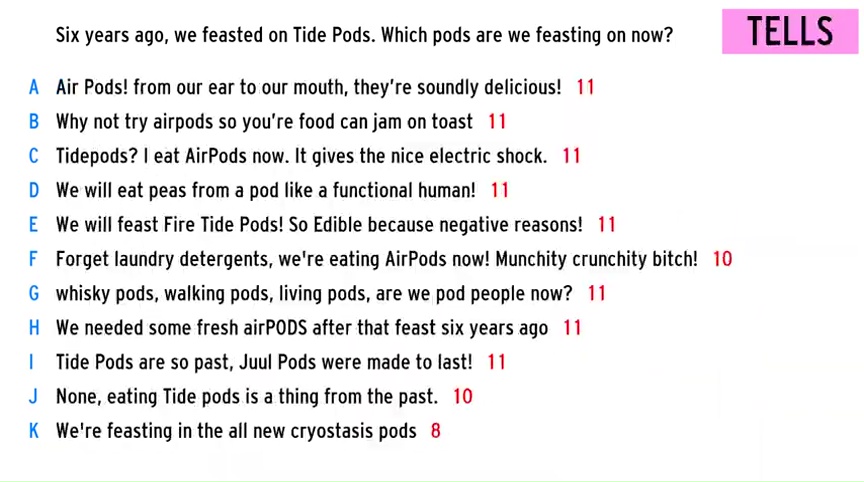 Six years ago, we feasted on Tide Pods. Which pods are we feasting on now?
TELLS
A Air Pods! from our ear to our mouth, they're soundly delicious! 11
B Why not try airpods so you're food can jam on toast 11
C Tidepods? I eat AirPods now. It gives the nice electric shock. 11
D We will eat peas from a pod like a functional human! 11
E We will feast Fire Tide Pods! So Edible because negative reasons! 11
F Forget laundry detergents, we're eating AirPods now! Munchity crunchity bitch! 10
G whisky pods, walking pods, living pods, are we pod people now? 11
H We needed some fresh airPODS after that feast six years ago 11
I Tide Pods are so past, Juul Pods were made to last! 11
J None, eating Tide pods is a thing from the past. 10
K We're feasting in the all new cryostasis pods 8